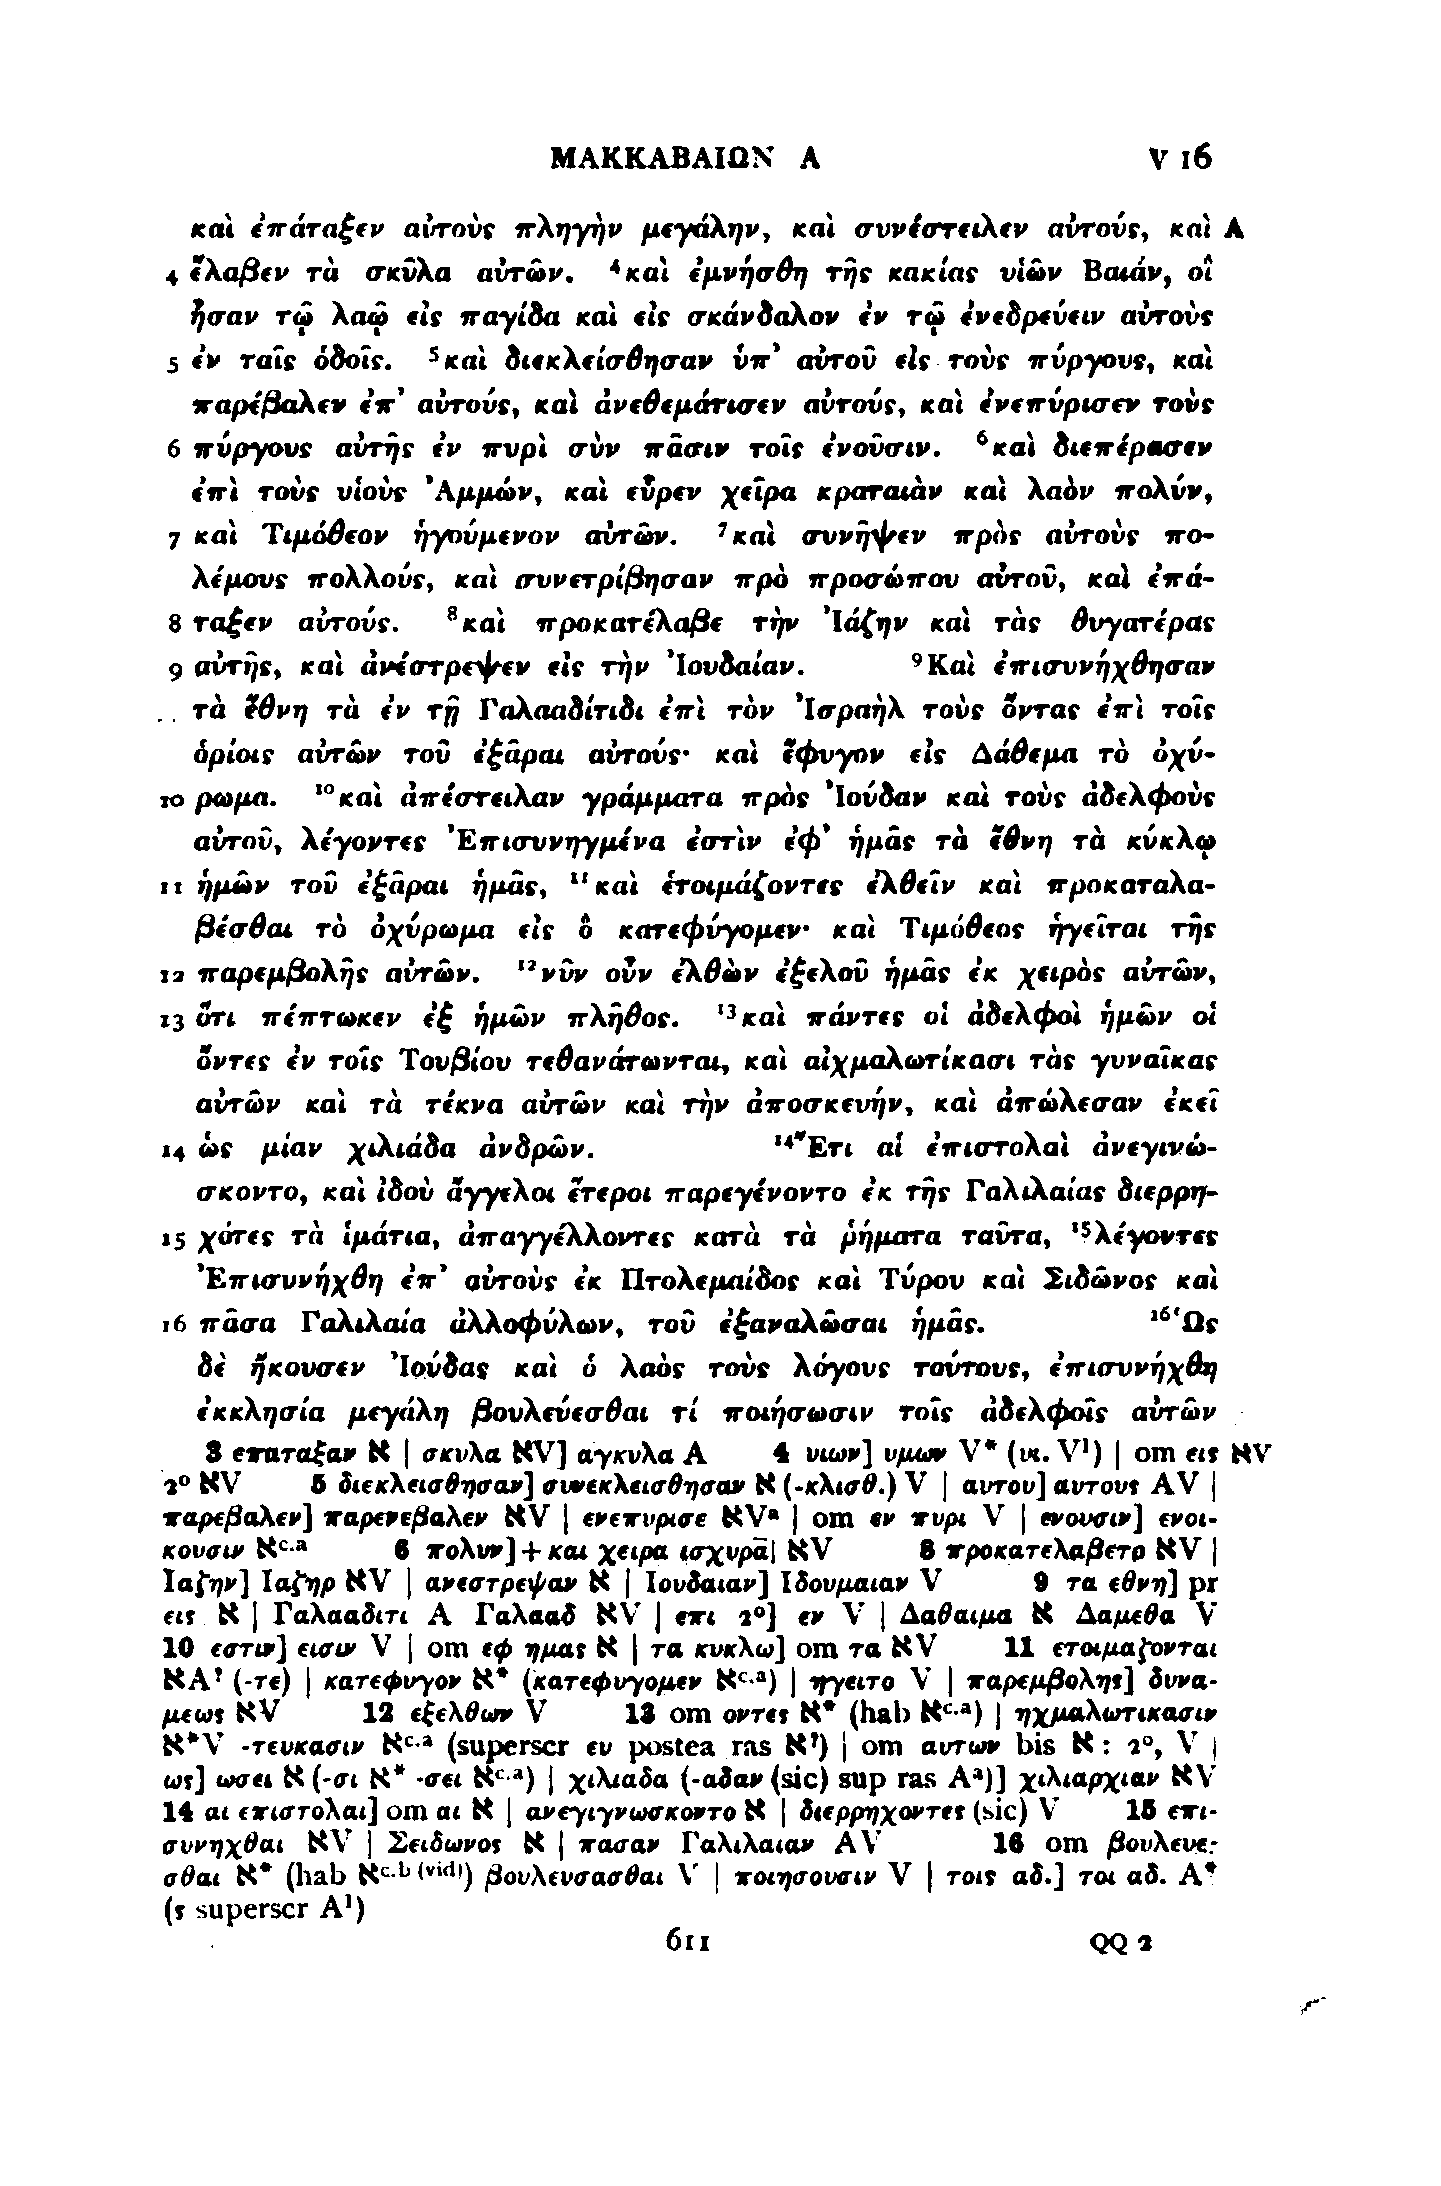 ΜΑΚΚΑΒΑΙΩΝ Α V 16
καὶ ἐπάταξεν αὐτοὺς πληγὴν μεγάλην, καὶ συνέστειλεν αὐτούς, καὶ A
4 ἔλαβεν τὰ σκῦλα αὐτῶν. ⁴καὶ ἐμνήσθη τῆς κακίας υἱῶν Βαιάν, οἳ
ἦσαν τῷ λαῷ εἰς παγίδα καὶ εἰς σκάνδαλον ἐν τῷ ἐνεδρεύειν αὐτοὺς
5 ἐν ταῖς ὁδοῖς. ⁵καὶ διεκλείσθησαν ὑπ’ αὐτοῦ εἰς τοὺς πύργους, καὶ
παρέβαλεν ἐπ’ αὐτούς, καὶ ἀνεθεμάτισεν αὐτούς, καὶ ἐνεπύρισεν τοὺς
6 πύργους αὐτῆς ἐν πυρὶ σὺν πᾶσιν τοῖς ἐνοῦσιν. ⁶καὶ διεπέρασεν
ἐπὶ τοὺς υἱοὺς Ἀμμών, καὶ εὗρεν χεῖρα κραταιὰν καὶ λαὸν πολύν,
7 καὶ Τιμόθεον ἡγούμενον αὐτῶν. ⁷καὶ συνῆψεν πρὸς αὐτοὺς πο-
λέμους πολλούς, καὶ συνετρίβησαν πρὸ προσώπου αὐτοῦ, καὶ ἐπά-
8 ταξεν αὐτούς. ⁸καὶ προκατέλαβε τὴν Ἰάζην καὶ τὰς θυγατέρας
9 αὐτῆς, καὶ ἀνέστρεψεν εἰς τὴν Ἰουδαίαν. ⁹Καὶ ἐπισυνήχθησαν
τὰ ἔθνη τὰ ἐν τῇ Γαλααδίτιδι ἐπὶ τὸν Ἰσραὴλ τοὺς ὄντας ἐπὶ τοῖς
ὁρίοις αὐτῶν τοῦ ἐξᾶραι αὐτούς· καὶ ἔφυγον εἰς Δάθεμα τὸ ὀχύ-
10 ρωμα. ¹⁰καὶ ἀπέστειλαν γράμματα πρὸς Ἰούδαν καὶ τοὺς ἀδελφοὺς
αὐτοῦ, λέγοντες Ἐπισυνηγμένα ἐστὶν ἐφ’ ἡμᾶς τὰ ἔθνη τὰ κύκλῳ
11 ἡμῶν τοῦ ἐξᾶραι ἡμᾶς, ¹¹καὶ ἑτοιμάζοντες ἐλθεῖν καὶ προκαταλα-
βέσθαι τὸ ὀχύρωμα εἰς ὃ κατεφύγομεν· καὶ Τιμόθεος ἡγεῖται τῆς
12 παρεμβολῆς αὐτῶν. ¹²νῦν οὖν ἐλθὼν ἐξελοῦ ἡμᾶς ἐκ χειρὸς αὐτῶν,
13 ὅτι πέπτωκεν ἐξ ἡμῶν πλῆθος. ¹³καὶ πάντες οἱ ἀδελφοὶ ἡμῶν οἱ
ὄντες ἐν τοῖς Τουβίου τεθανάτωνται, καὶ αἰχμαλωτίκασι τὰς γυναῖκας
αὐτῶν καὶ τὰ τέκνα αὐτῶν καὶ τὴν ἀποσκευήν, καὶ ἀπώλεσαν ἐκεῖ
14 ὡς μίαν χιλιάδα ἀνδρῶν. ¹⁴Ἔτι αἱ ἐπιστολαὶ ἀνεγινώ-
σκοντο, καὶ ἰδοὺ ἄγγελοι ἕτεροι παρεγένοντο ἐκ τῆς Γαλιλαίας διερρη-
15 χότες τὰ ἱμάτια, ἀπαγγέλλοντες κατὰ τὰ ῥήματα ταῦτα, ¹⁵λέγοντες
Ἐπισυνήχθη ἐπ’ αὐτοὺς ἐκ Πτολεμαίδος καὶ Τύρου καὶ Σιδῶνος καὶ
16 πᾶσα Γαλιλαία ἀλλοφύλων, τοῦ ἐξαναλῶσαι ἡμᾶς. ¹⁶Ὡς
δὲ ἤκουσεν Ἰούδας καὶ ὁ λαὸς τοὺς λόγους τούτους, ἐπισυνήχθη
ἐκκλησία μεγάλη βουλεύεσθαι τί ποιήσωσιν τοῖς ἀδελφοῖς αὐτῶν
3 επαταξαν א | σκυλα אV] αγκυλα A 4 υιων] υμων V* (υι. V¹) | om εις אV
2° אV 5 διεκλεισθησαν] συνεκλεισθησαν א (-κλισθ.) V | αυτου] αυτους AV |
παρεβαλεν] παρενεβαλεν אV | ενεπυρισε אVᵃ | om εν πυρι V | ενουσιν] ενοι-
κουσιν אᶜ·ᵃ 6 πολυν] + και χειρα ισχυρα̅| אV 8 προκατελαβετο אV |
Ιαζην] Ιαζηρ אV | ανεστρεψαν א | Ιουδαιαν] Ιδουμαιαν V 9 τα εθνη] pr
εις א | Γαλααδιτι A Γαλααδ אV | επι 2°] εν V | Δαθαιμα א Δαμεθα V
10 εστιν] εισιν V | om εφ ημας א | τα κυκλω] om τα אV 11 ετοιμαζονται
אA? (-τε) | κατεφυγον א* (κατεφυγομεν אᶜ·ᵃ) | ηγειτο V | παρεμβολης] δυνα-
μεως אV 12 εξελθων V 13 om οντες א* (hab אᶜ·ᵃ) | ηχμαλωτικασιν
א*V -τευκασιν אᶜ·ᵃ (superscr ευ postea ras א?) | om αυτων bis א : 2°, V |
ως] ωσει א (-σι א* -σει אᶜ·ᵃ) | χιλιαδα (-αδαν (sic) sup ras Aᵃ)] χιλιαρχιαν אV
14 αι επιστολαι] om αι א | ανεγιγνωσκοντο א | διερρηχοντες (sic) V 15 επι-
συνηχθαι אV | Σειδωνος א | πασαν Γαλιλαιαν AV 16 om βουλευε-
σθαι א* (hab אᶜ·ᵇ ⁽ᵛⁱᵈ⁾) βουλευσασθαι V | ποιησουσιν V | τοις αδ.] τοι αδ. A*
(ς superscr A¹)
611 QQ 2